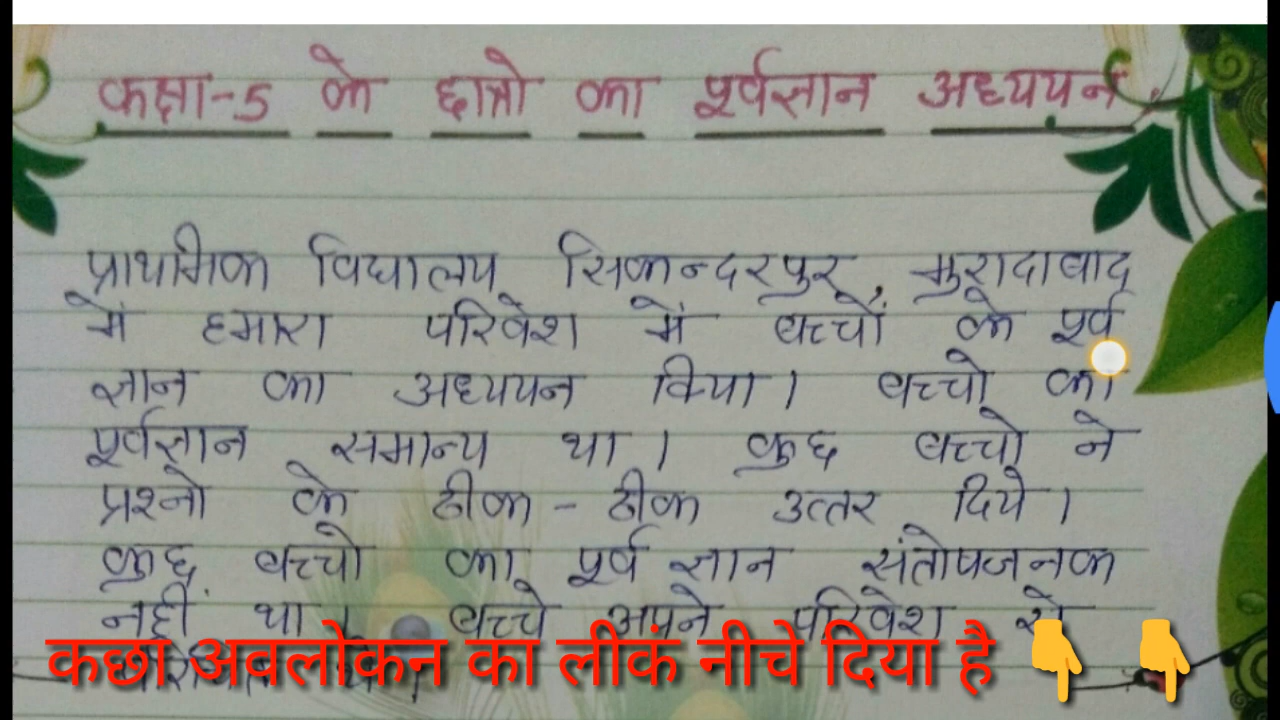 कक्षा-5 के छात्रो का पूर्वज्ञान अध्ययन
प्राथमिक विद्यालय सिकन्दरपुर, मुरादाबाद
में हमारा परिवेश में बच्चों के पूर्व
ज्ञान का अध्ययन किया। बच्चो का
पूर्वज्ञान समान्य था। कुछ बच्चो ने
प्रश्नो के ठीक-ठीक उत्तर दिये।
कुछ बच्चो का पूर्व ज्ञान संतोषजनक
नहीं था। बच्चे अपने परिवेश से
कछा अवलोकन का लीक नीचे दिया है 👇 👇